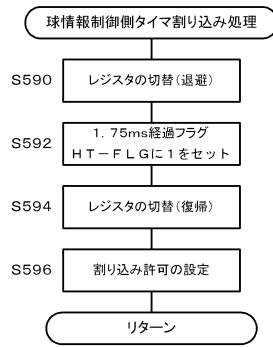 球情報制御側タイマ割り込み処理
S590
レジスタの切替(退避)
S592
1.75ms経過フラグ
HT-FLGに1をセット
S594
レジスタの切替(復帰)
S596
割り込み許可の設定
リターン